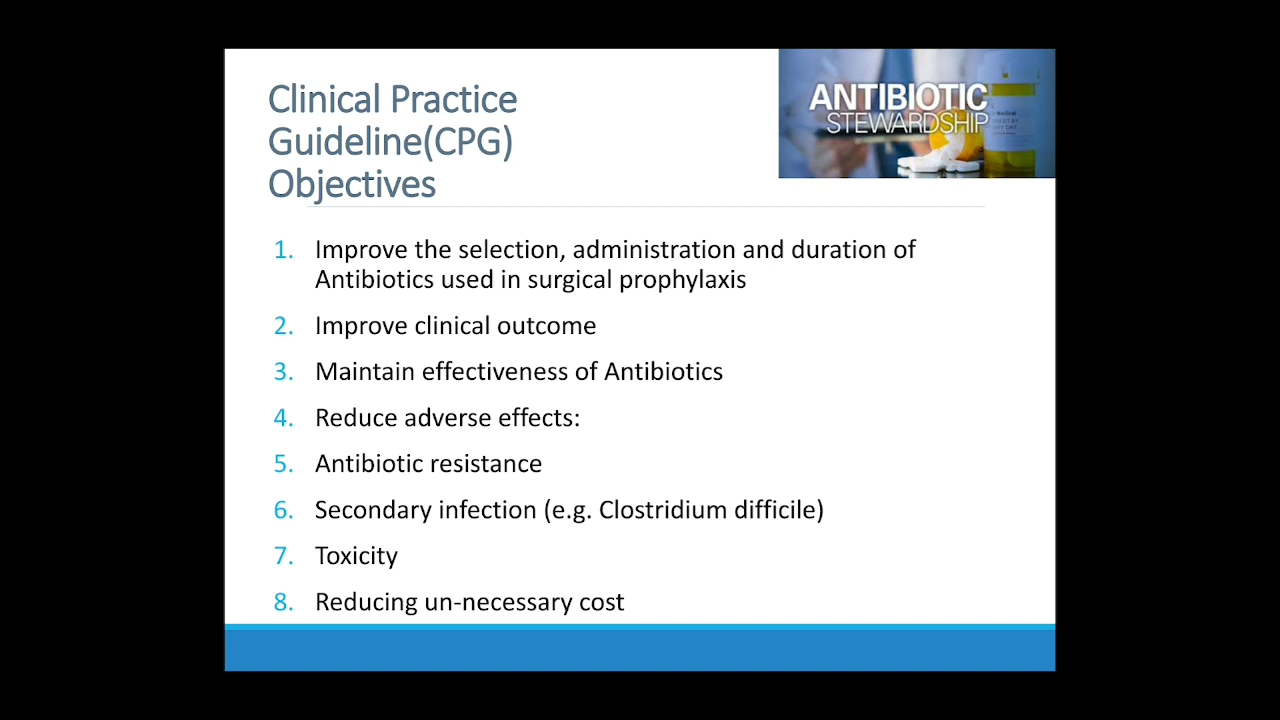 Clinical Practice
Guideline(CPG)
Objectives
ANTIBIOTIC
STEWARDSHIP
1. Improve the selection, administration and duration of
Antibiotics used in surgical prophylaxis
2. Improve clinical outcome
3. Maintain effectiveness of Antibiotics
4. Reduce adverse effects:
5. Antibiotic resistance
6. Secondary infection (e.g. Clostridium difficile)
7. Toxicity
8. Reducing un-necessary cost